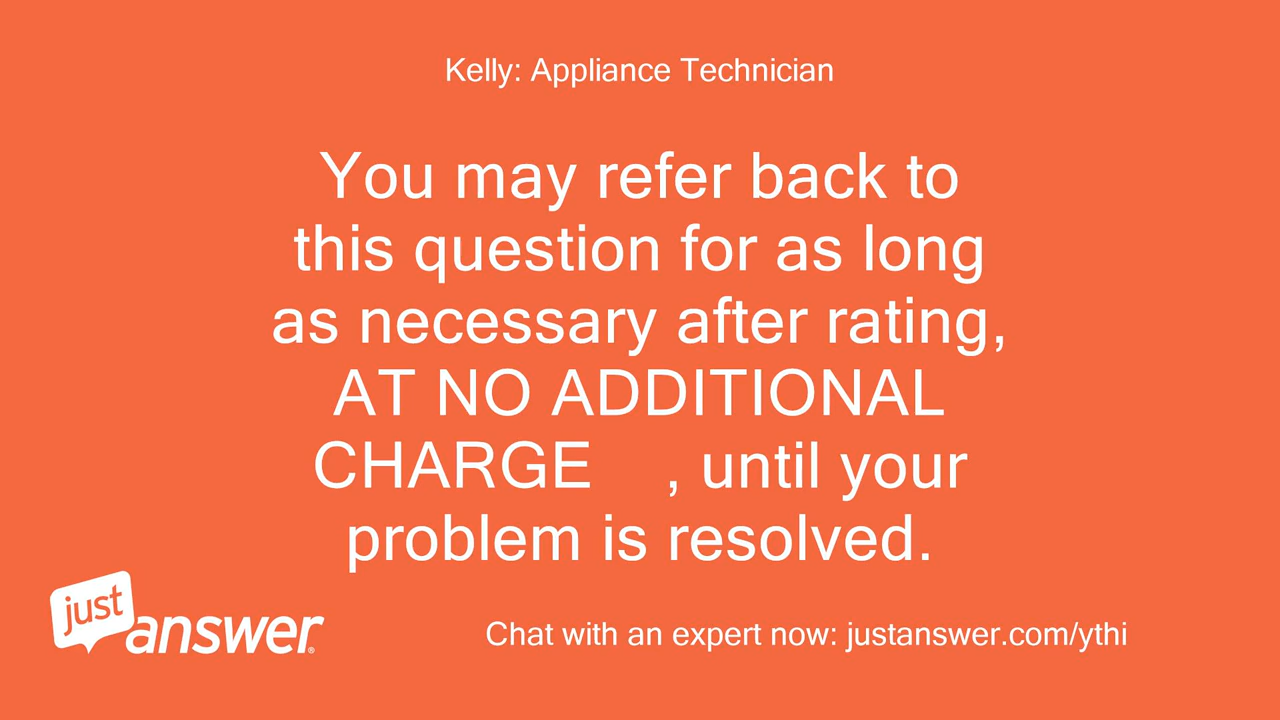 Kelly: Appliance Technician
You may refer back to
this question for as long
as necessary after rating,
AT NO ADDITIONAL
CHARGE    , until your
problem is resolved.
just
answer®
Chat with an expert now: justanswer.com/ythi